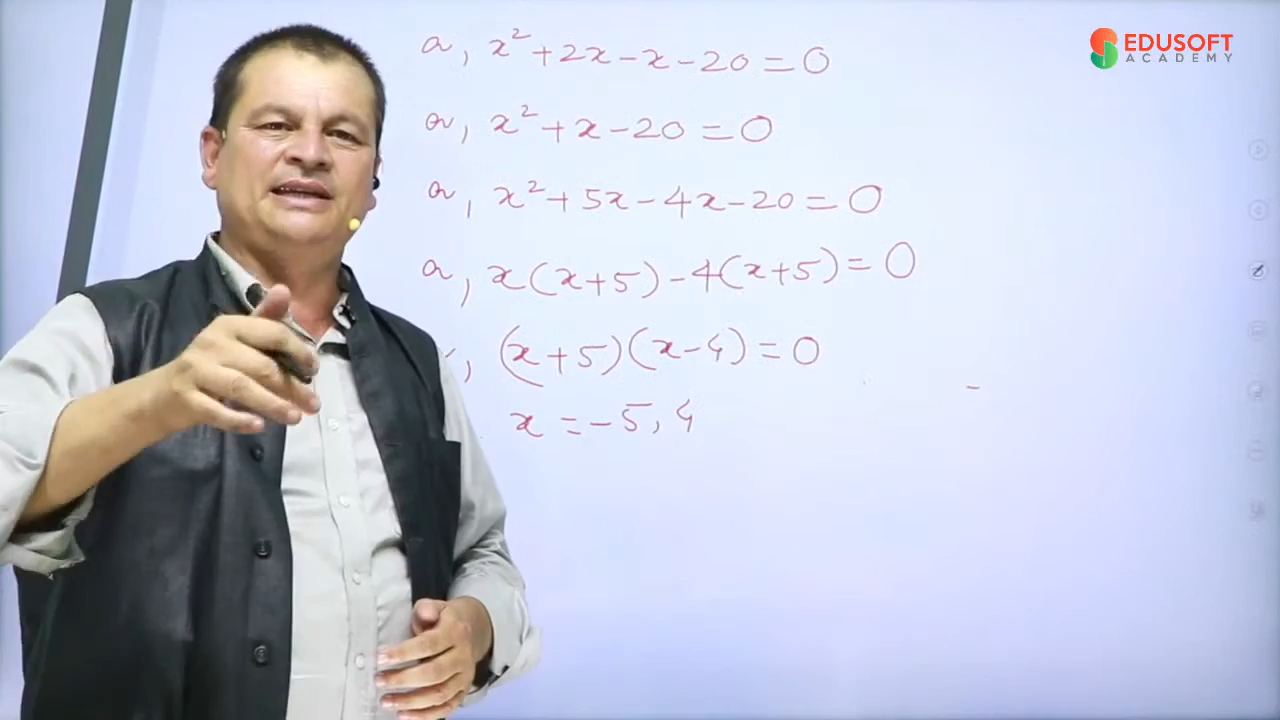 EDUSOFT
ACADEMY
or, x² + 2x - x - 20 = 0
or, x² + x - 20 = 0
or, x² + 5x - 4x - 20 = 0
or, x(x+5) - 4(x+5) = 0
, (x+5)(x-4) = 0
x = -5, 4